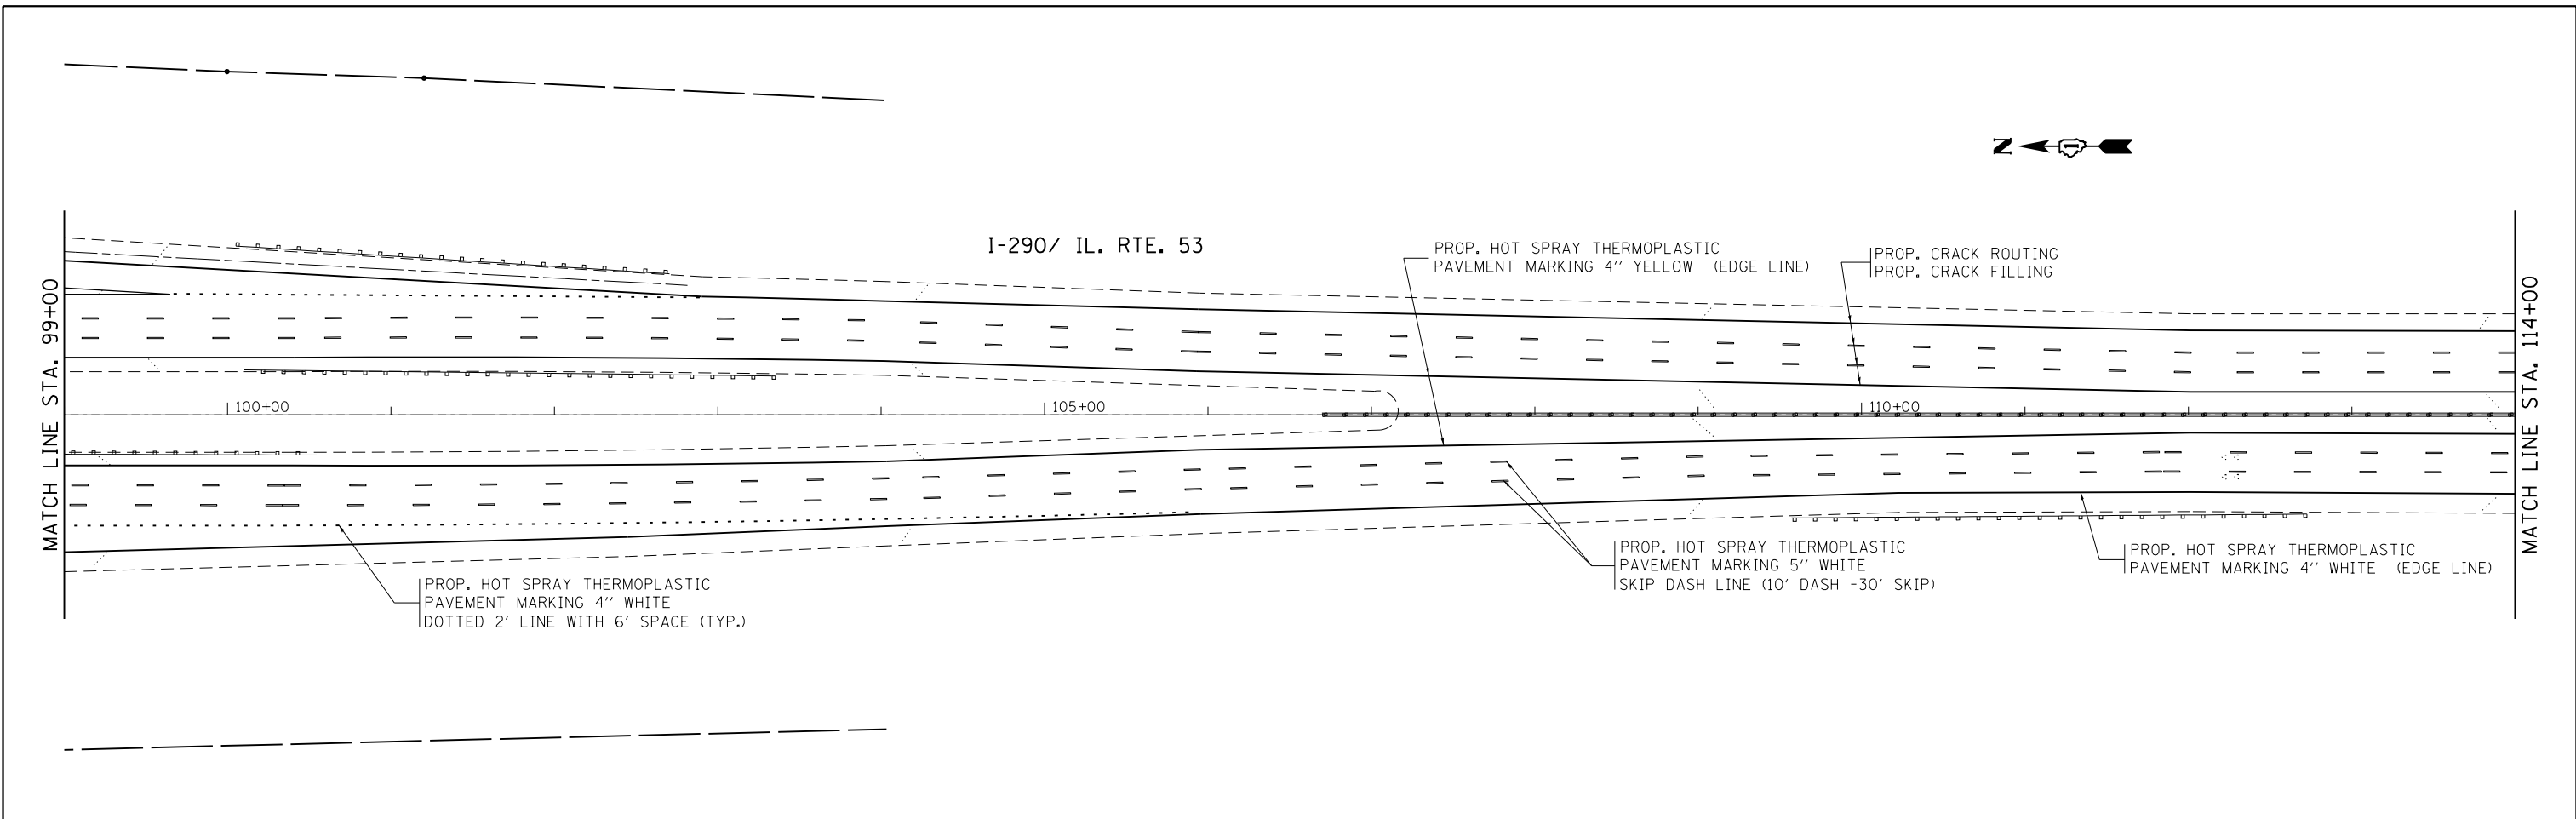 N
I-290/ IL. RTE. 53
PROP. HOT SPRAY THERMOPLASTIC
PAVEMENT MARKING 4'' YELLOW (EDGE LINE)
PROP. CRACK ROUTING
PROP. CRACK FILLING
MATCH LINE STA. 99+00
100+00
105+00
110+00
MATCH LINE STA. 114+00
PROP. HOT SPRAY THERMOPLASTIC
PAVEMENT MARKING 4'' WHITE
DOTTED 2' LINE WITH 6' SPACE (TYP.)
PROP. HOT SPRAY THERMOPLASTIC
PAVEMENT MARKING 5'' WHITE
SKIP DASH LINE (10' DASH -30' SKIP)
PROP. HOT SPRAY THERMOPLASTIC
PAVEMENT MARKING 4'' WHITE (EDGE LINE)